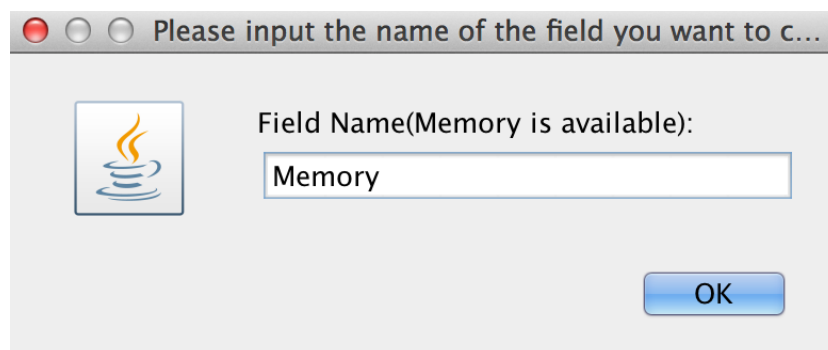 Please input the name of the field you want to c...
Field Name(Memory is available):
Memory
OK